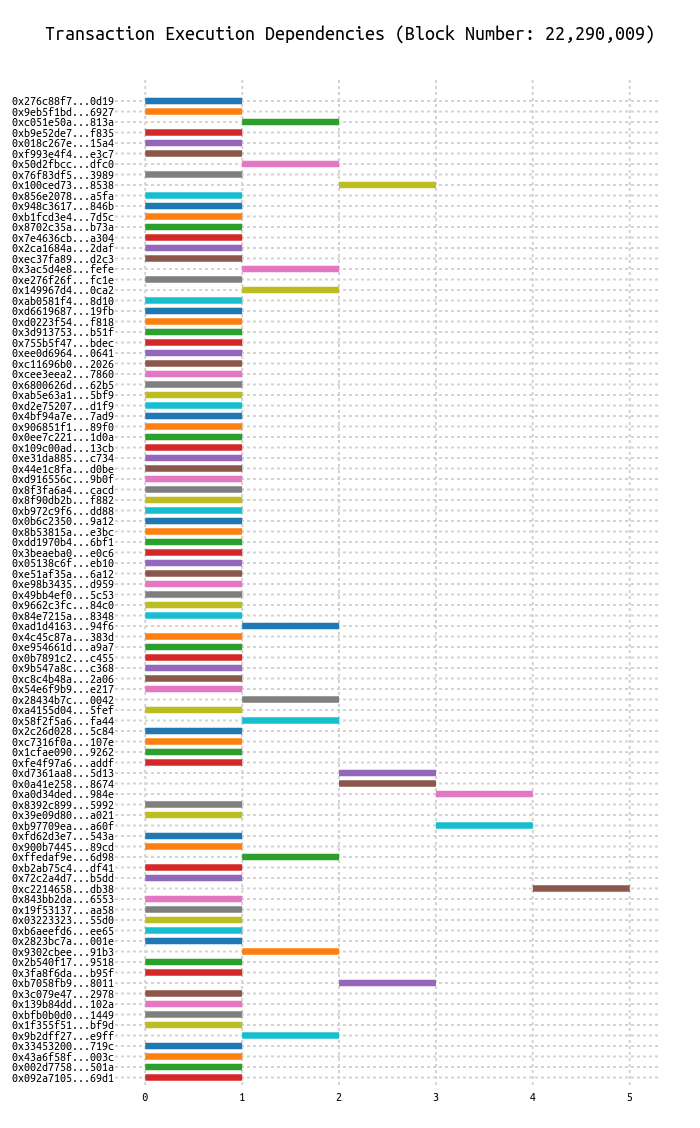 Transaction Execution Dependencies (Block Number: 22,290,009)
0x276c88f7...0d19
0x9eb5f1bd...6927
0xc051e50a...813a
0xb9e52de7...f835
0x018c267e...15a4
0xf993e4f4...e3c7
0x50d2fbcc...dfc0
0x76f83df5...3989
0x100ced73...8538
0x856e2078...a5fa
0x948c3617...846b
0xb1fcd3e4...7d5c
0x8702c35a...b73a
0x7e4636cb...a304
0x2ca1684a...2daf
0xec37fa89...d2c3
0x3ac5d4e8...fefe
0xe276f26f...fc1e
0x149967d4...0ca2
0xab0581f4...8d10
0xd6619687...19fb
0xd0223f54...f818
0x3d913753...b51f
0x755b5f47...bdec
0xee0d6964...0641
0xc11696b0...2026
0xcee3eea2...7860
0x6800626d...62b5
0xab5e63a1...5bf9
0xd2e75207...d1f9
0x4bf94a7e...7ad9
0x906851f1...89f0
0x0ee7c221...1d0a
0x109c00ad...13cb
0xe31da885...c734
0x44e1c8fa...d0be
0xd916556c...9b0f
0x8f3fa6a4...cacd
0x8f90db2b...f882
0xb972c9f6...dd88
0x0b6c2350...9a12
0x8b53815a...e3bc
0xdd1970b4...6bf1
0x3beaeba0...e0c6
0x05138c6f...eb10
0xe51af35a...6a12
0xe98b3435...d959
0x49bb4ef0...5c53
0x9662c3fc...84c0
0x84e7215a...8348
0xad1d4163...94f6
0x4c45c87a...383d
0xe954661d...a9a7
0x0b7891c2...c455
0x9b547a8c...c368
0xc8c4b48a...2a06
0x54e6f9b9...e217
0x28434b7c...0042
0xa4155d04...5fef
0x58f2f5a6...fa44
0x2c26d028...5c84
0xc7316f0a...107e
0x1cfae090...9262
0xfe4f97a6...addf
0xd7361aa8...5d13
0x0a41e258...8674
0xa0d34ded...984e
0x8392c899...5992
0x39e09d80...a021
0xb97709ea...a60f
0xfd62d3e7...543a
0x900b7445...89cd
0xffedaf9e...6d98
0xb2ab75c4...df41
0x72c2a4d7...b5dd
0xc2214658...db38
0x843bb2da...6553
0x19f53137...aa58
0x03223323...55d0
0xb6aeefd6...ee65
0x2823bc7a...001e
0x9302cbee...91b3
0x2b540f17...9518
0x3fa8f6da...b95f
0xb7058fb9...8011
0x3c079e47...2978
0x139b84dd...102a
0xbfb0b0d0...1449
0x1f355f51...bf9d
0x9b2dff27...e9ff
0x33453200...719c
0x43a6f58f...003c
0x002d7758...501a
0x092a7105...69d1
0 1 2 3 4 5